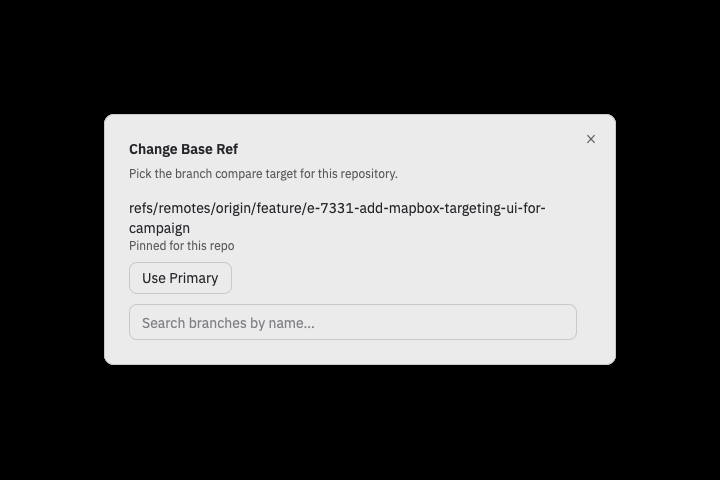 Change Base Ref
Pick the branch compare target for this repository.
refs/remotes/origin/feature/e-7331-add-mapbox-targeting-ui-for-
campaign
Pinned for this repo
Use Primary
Search branches by name...